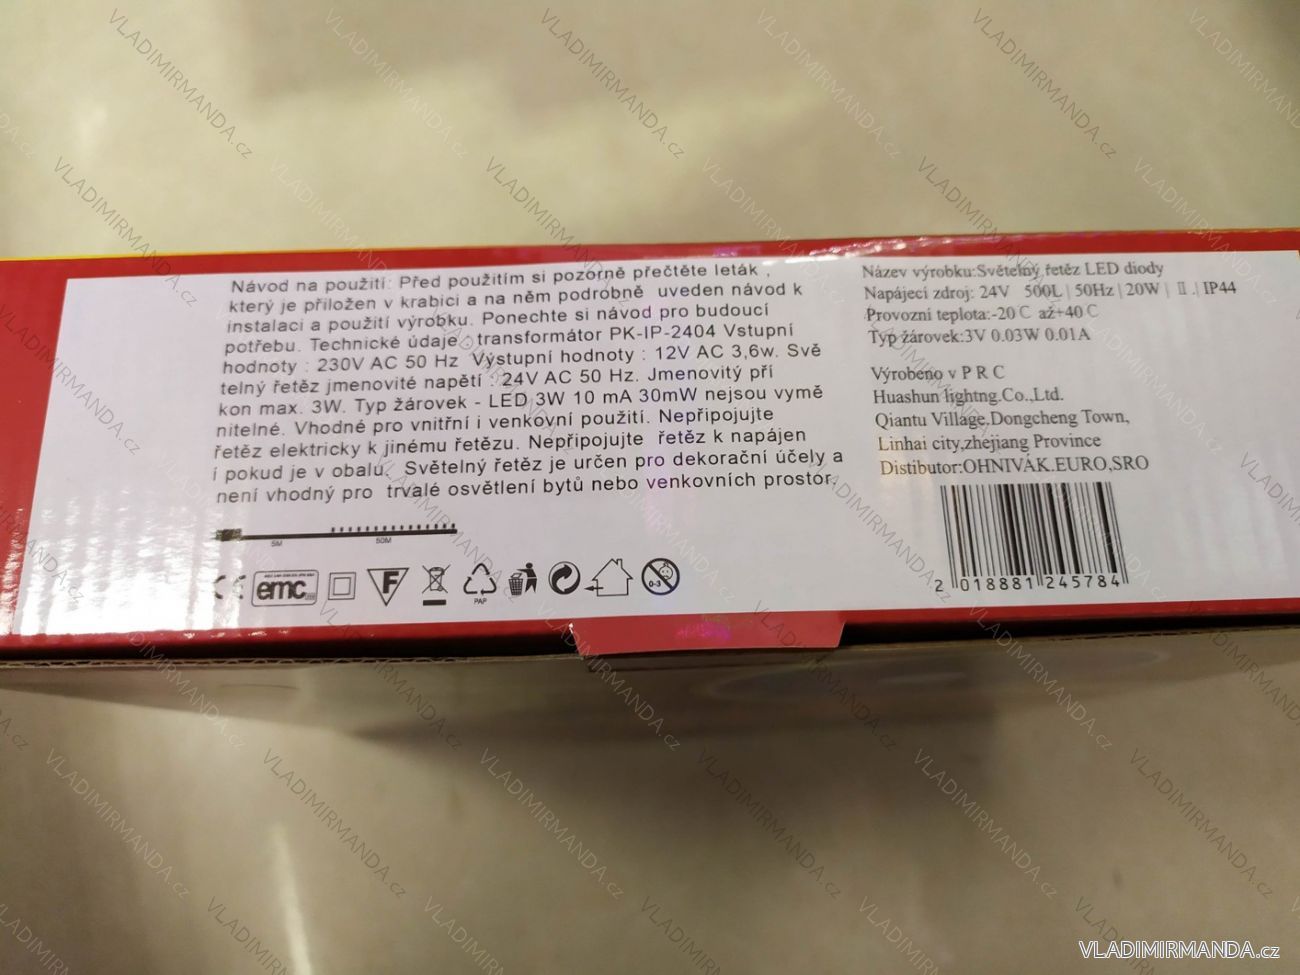 Návod na použití: Před použitím si pozorně přečtěte leták ,
který je přiložen v krabici a na něm podrobně uveden návod k
instalaci a použití výrobku. Ponechte si návod pro budoucí
potřebu. Technické údaje : transformátor PK-IP-2404 Vstupní
hodnoty : 230V AC 50 Hz Výstupní hodnoty : 12V AC 3,6w. Svě
telný řetěz jmenovité napětí : 24V AC 50 Hz. Jmenovitý pří
kon max. 3W. Typ žárovek - LED 3W 10 mA 30mW nejsou vymě
nitelné. Vhodné pro vnitřní i venkovní použití. Nepřipojujte
řetěz elektricky k jinému řetězu. Nepřipojujte řetěz k napájen
í pokud je v obalu. Světelný řetěz je určen pro dekorační účely a
není vhodný pro trvalé osvětlení bytů nebo venkovních prostor.
5M 50M
CE emc F PAP 0-3
Název výrobku:Světelný řetěz LED diody
Napájecí zdroj: 24V 500L | 50Hz | 20W | II . | IP44
Provozní teplota:-20℃ až+40℃
Typ žárovek:3V 0.03W 0.01A
Výrobeno v P R C
Huashun lightng.Co.,Ltd.
Qiantu Village,Dongcheng Town,
Linhai city,zhejiang Province
Distibutor:OHNIVÁK.EURO,SRO
2 018881 245784
VLADIMIRMANDA.cz